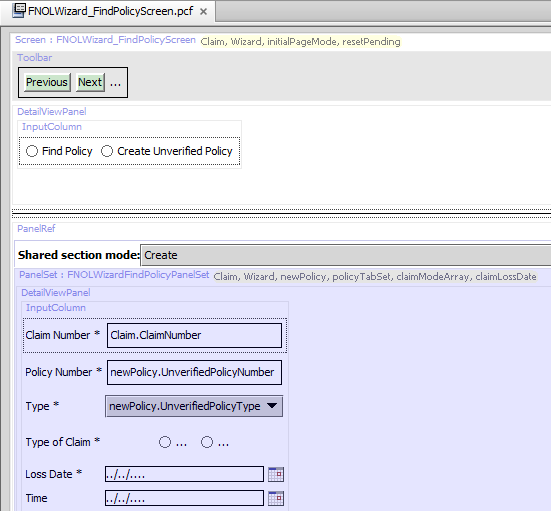 FNOLWizard_FindPolicyScreen.pcf
Screen : FNOLWizard_FindPolicyScreen Claim, Wizard, initialPageMode, resetPending
Toolbar
Previous Next ...
DetailViewPanel
InputColumn
Find Policy Create Unverified Policy
PanelRef
Shared section mode: Create
PanelSet : FNOLWizardFindPolicyPanelSet Claim, Wizard, newPolicy, policyTabSet, claimModeArray, claimLossDate
DetailViewPanel
InputColumn
Claim Number * Claim.ClaimNumber
Policy Number * newPolicy.UnverifiedPolicyNumber
Type * newPolicy.UnverifiedPolicyType
Type of Claim * ... ...
Loss Date * ../../....
Time ../../....